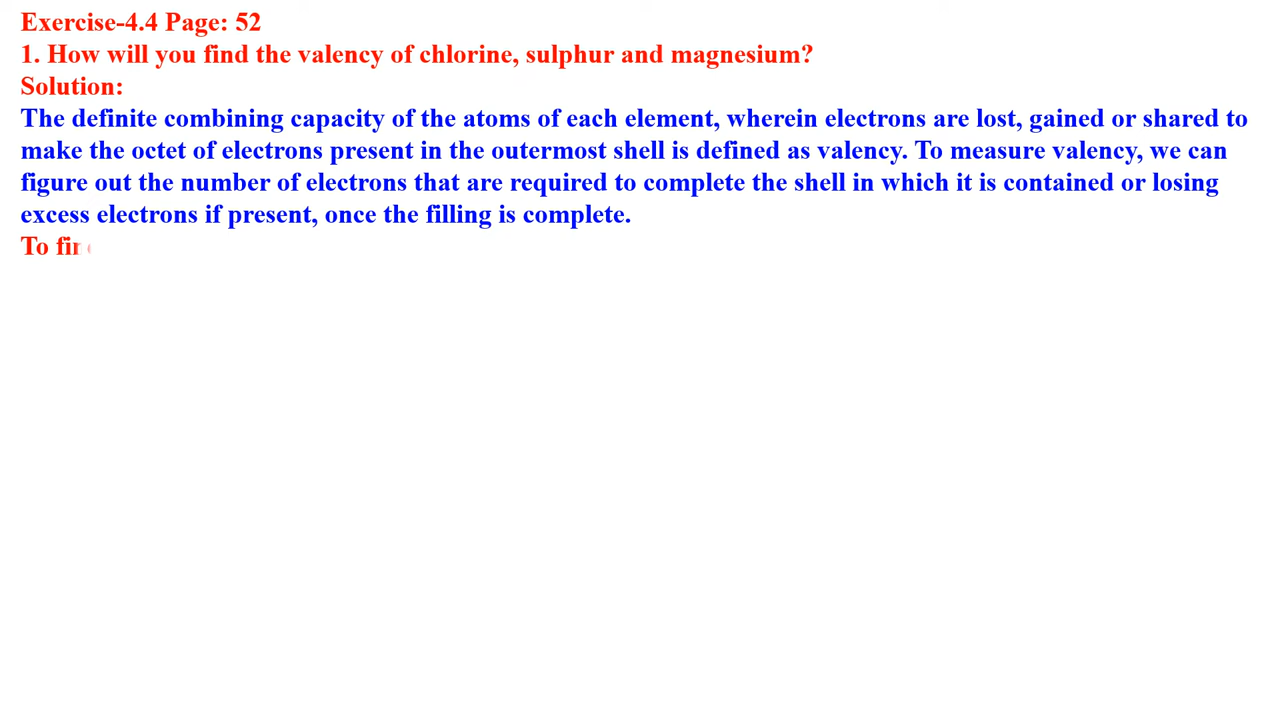 Exercise-4.4 Page: 52
1. How will you find the valency of chlorine, sulphur and magnesium?
Solution:
The definite combining capacity of the atoms of each element, wherein electrons are lost, gained or shared to
make the octet of electrons present in the outermost shell is defined as valency. To measure valency, we can
figure out the number of electrons that are required to complete the shell in which it is contained or losing
excess electrons if present, once the filling is complete.
To